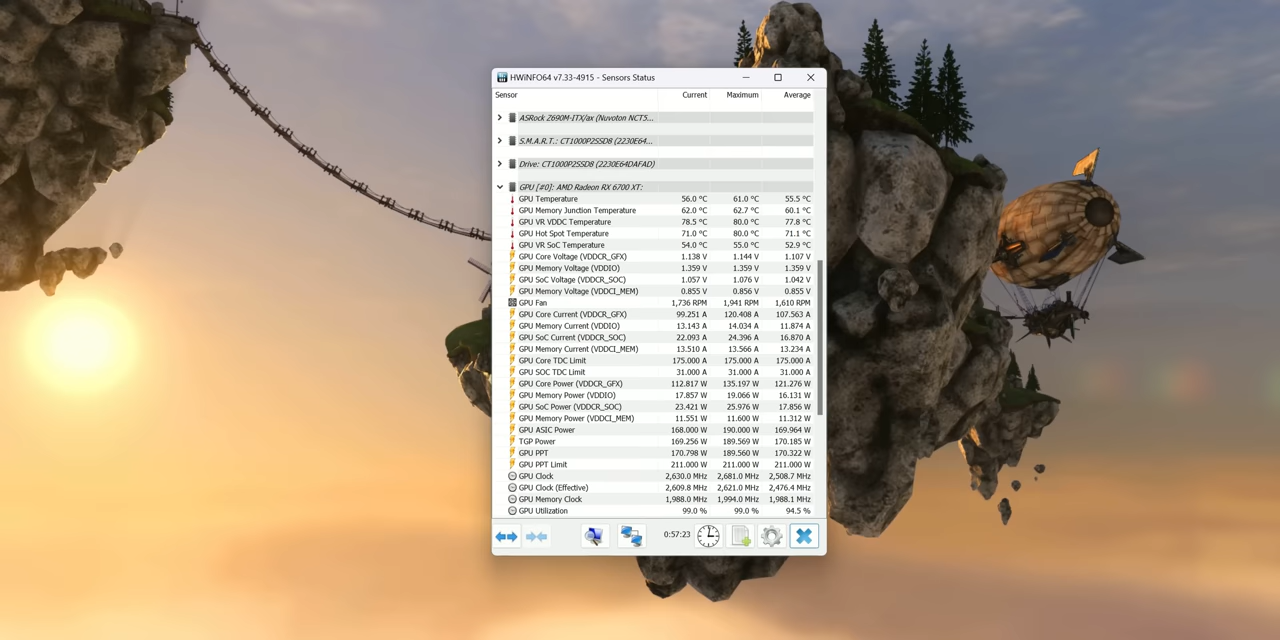 HWiNFO64 v7.33-4915 - Sensors Status
Sensor Current Maximum Average
ASRock Z690M-ITX/ax (Nuvoton NCT5...
S.M.A.R.T.: CT1000P2SSD8 (2230E64...
Drive: CT1000P2SSD8 (2230E64DAFAD)
GPU [#0]: AMD Radeon RX 6700 XT:
GPU Temperature 56.0 °C 61.0 °C 55.5 °C
GPU Memory Junction Temperature 62.0 °C 62.7 °C 60.1 °C
GPU VR VDDC Temperature 78.5 °C 80.0 °C 77.8 °C
GPU Hot Spot Temperature 71.0 °C 80.0 °C 71.1 °C
GPU VR SoC Temperature 54.0 °C 55.0 °C 52.9 °C
GPU Core Voltage (VDDCR_GFX) 1.138 V 1.144 V 1.107 V
GPU Memory Voltage (VDDIO) 1.359 V 1.359 V 1.359 V
GPU SoC Voltage (VDDCR_SOC) 1.057 V 1.076 V 1.042 V
GPU Memory Voltage (VDDCI_MEM) 0.855 V 0.856 V 0.855 V
GPU Fan 1,736 RPM 1,941 RPM 1,610 RPM
GPU Core Current (VDDCR_GFX) 99.251 A 120.408 A 107.563 A
GPU Memory Current (VDDIO) 13.143 A 14.034 A 11.874 A
GPU SoC Current (VDDCR_SOC) 22.093 A 24.396 A 16.870 A
GPU Memory Current (VDDCI_MEM) 13.510 A 13.566 A 13.234 A
GPU Core TDC Limit 175.000 A 175.000 A 175.000 A
GPU SOC TDC Limit 31.000 A 31.000 A 31.000 A
GPU Core Power (VDDCR_GFX) 112.817 W 135.197 W 121.276 W
GPU Memory Power (VDDIO) 17.857 W 19.066 W 16.131 W
GPU SoC Power (VDDCR_SOC) 23.421 W 25.976 W 17.856 W
GPU Memory Power (VDDCI_MEM) 11.551 W 11.600 W 11.312 W
GPU ASIC Power 168.000 W 190.000 W 169.964 W
TGP Power 169.256 W 189.569 W 170.185 W
GPU PPT 170.798 W 189.560 W 170.322 W
GPU PPT Limit 211.000 W 211.000 W 211.000 W
GPU Clock 2,630.0 MHz 2,681.0 MHz 2,508.7 MHz
GPU Clock (Effective) 2,609.8 MHz 2,621.0 MHz 2,476.4 MHz
GPU Memory Clock 1,988.0 MHz 1,994.0 MHz 1,988.1 MHz
GPU Utilization 99.0 % 99.0 % 94.5 %
0:57:23